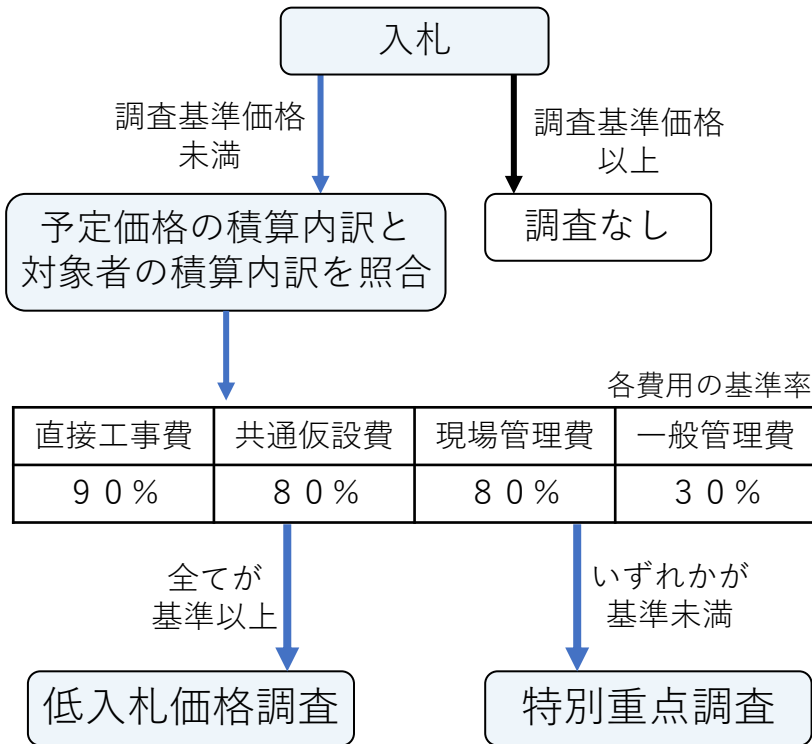 入札
調査基準価格
未満
調査基準価格
以上
予定価格の積算内訳と
対象者の積算内訳を照合
調査なし
各費用の基準率
直接工事費 共通仮設費 現場管理費 一般管理費
９０％ ８０％ ８０％ ３０％
全てが
基準以上
いずれかが
基準未満
低入札価格調査
特別重点調査